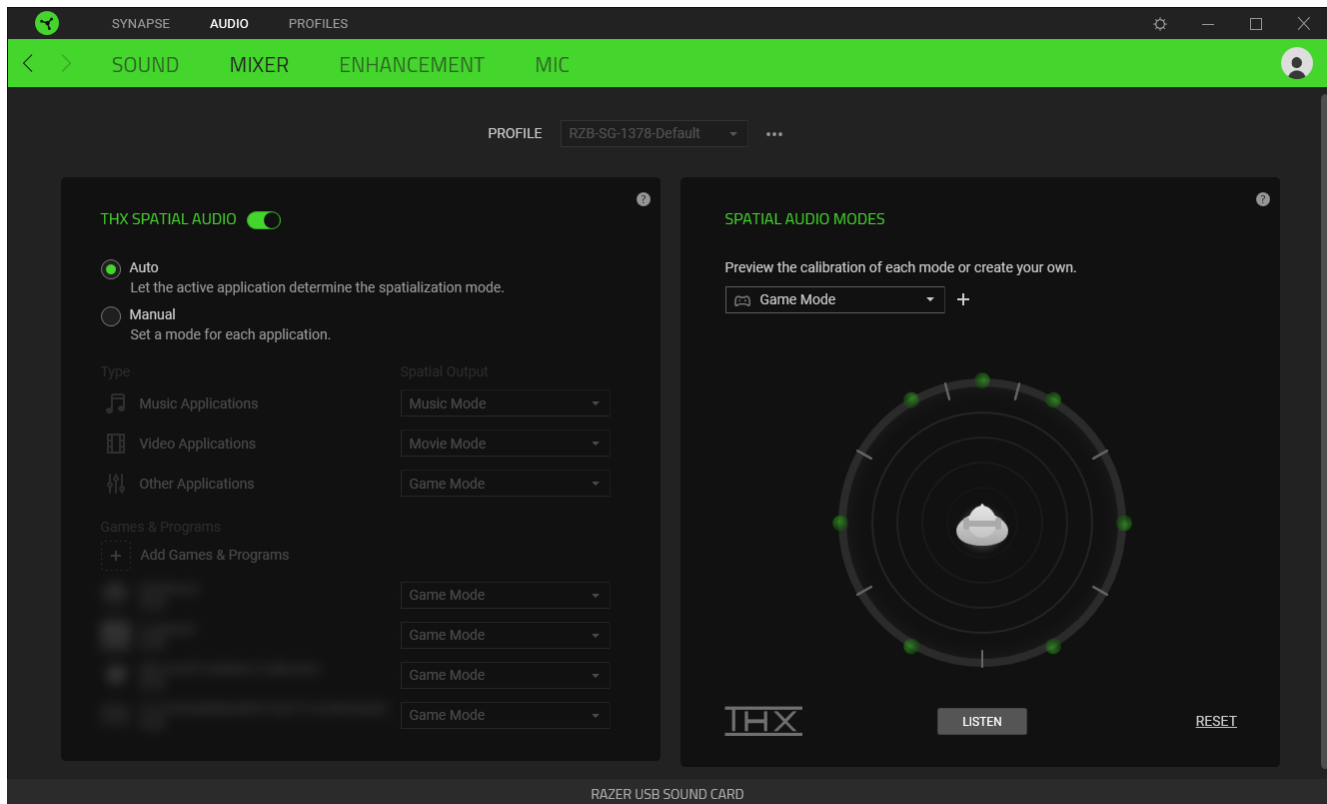 SYNAPSE AUDIO PROFILES
SOUND MIXER ENHANCEMENT MIC
PROFILE RZB-SG-1378-Default
THX SPATIAL AUDIO
?
Auto
Let the active application determine the spatialization mode.
Manual
Set a mode for each application.
Type Spatial Output
Music Applications Music Mode
Video Applications Movie Mode
Other Applications Game Mode
Games & Programs
Add Games & Programs
Game Mode
Game Mode
Game Mode
Game Mode
SPATIAL AUDIO MODES
?
Preview the calibration of each mode or create your own.
Game Mode
THX LISTEN RESET
RAZER USB SOUND CARD